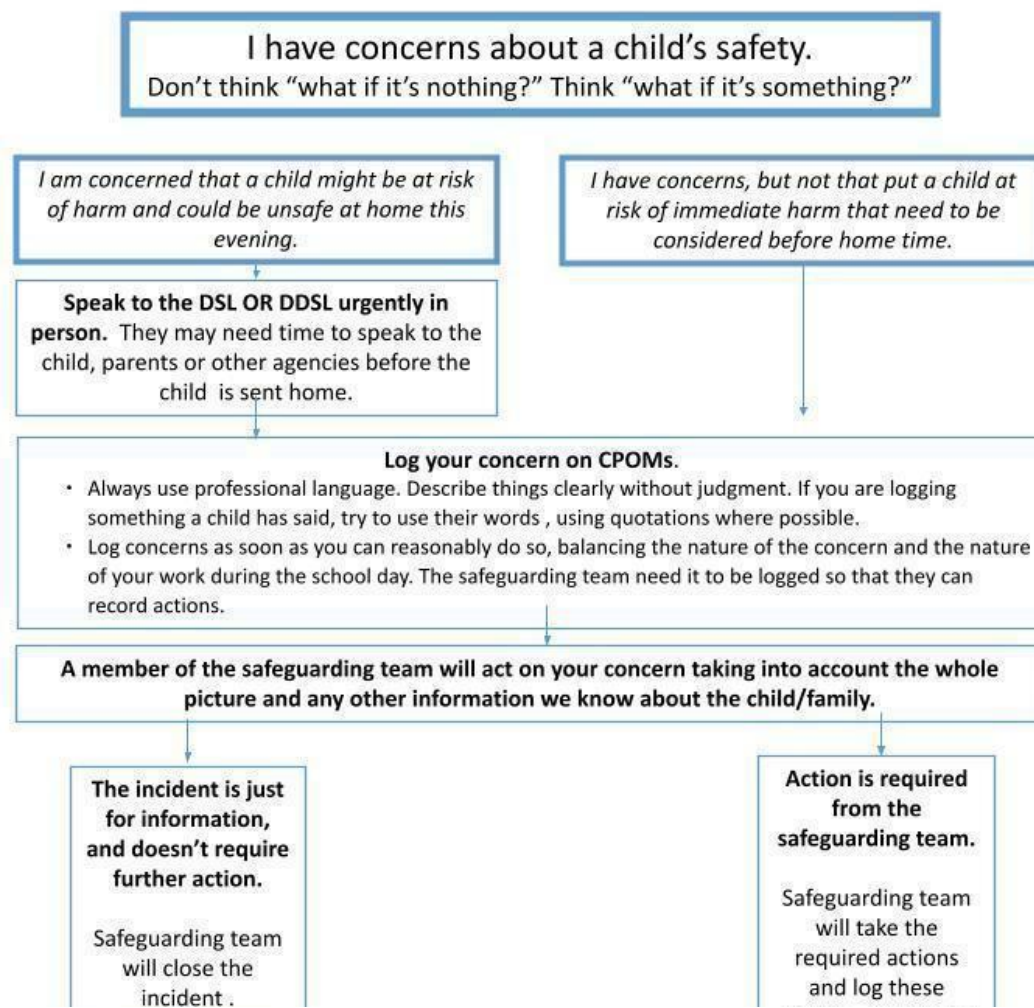 I have concerns about a child’s safety.
Don’t think “what if it’s nothing?” Think “what if it’s something?”
I am concerned that a child might be at risk
of harm and could be unsafe at home this
evening.
I have concerns, but not that put a child at
risk of immediate harm that need to be
considered before home time.
Speak to the DSL OR DDSL urgently in
person. They may need time to speak to the
child, parents or other agencies before the
child is sent home.
Log your concern on CPOMs.
• Always use professional language. Describe things clearly without judgment. If you are logging
something a child has said, try to use their words , using quotations where possible.
• Log concerns as soon as you can reasonably do so, balancing the nature of the concern and the nature
of your work during the school day. The safeguarding team need it to be logged so that they can
record actions.
A member of the safeguarding team will act on your concern taking into account the whole
picture and any other information we know about the child/family.
The incident is just
for information,
and doesn’t require
further action.
Safeguarding team
will close the
incident .
Action is required
from the
safeguarding team.
Safeguarding team
will take the
required actions
and log these